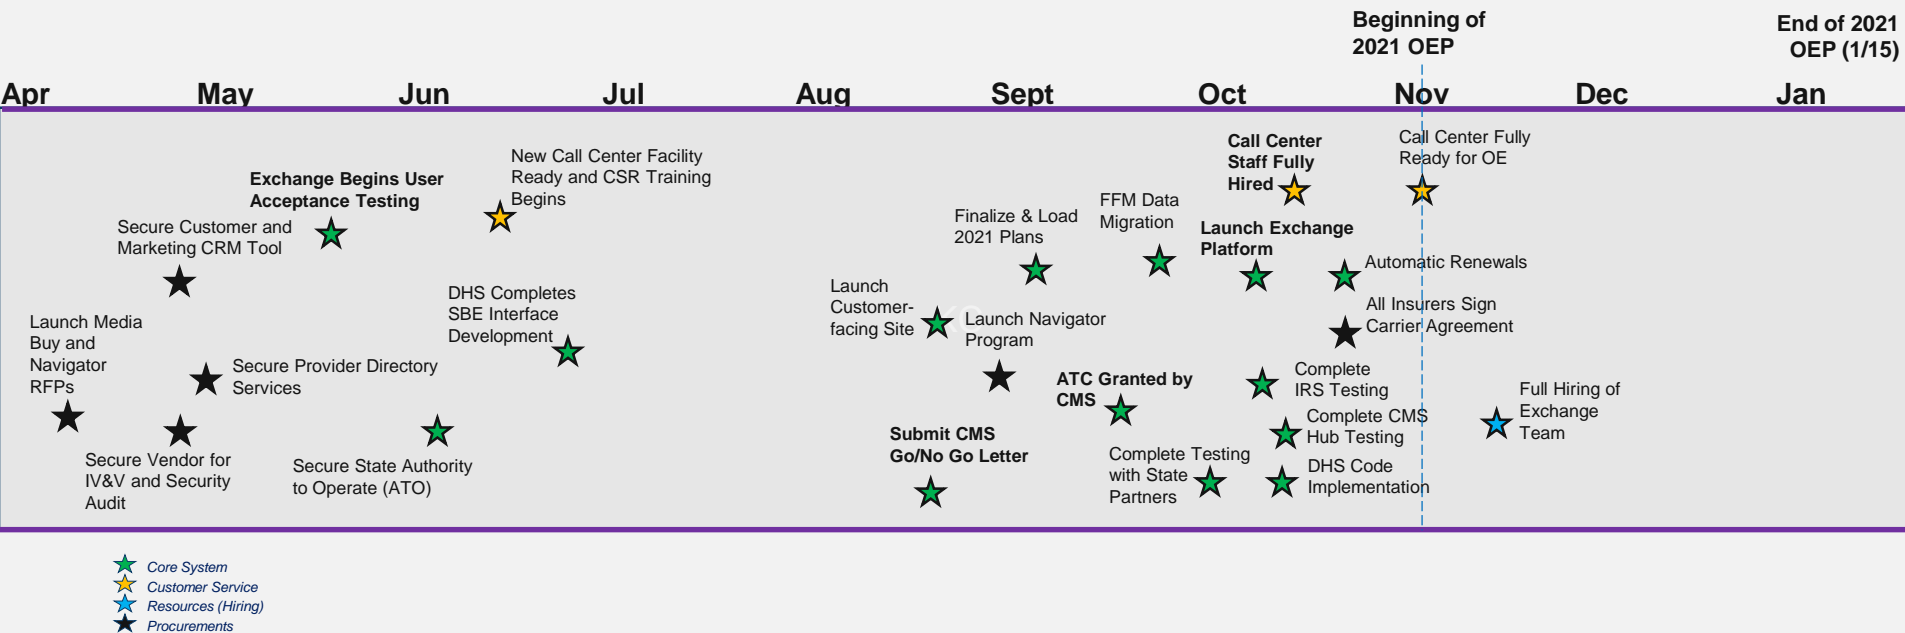 Beginning of
2021 OEP
End of 2021
OEP (1/15)
Apr May Jun Jul Aug Sept Oct Nov Dec Jan
Call Center
Staff Fully
Hired
Call Center Fully
Ready for OE
New Call Center Facility
Ready and CSR Training
Begins
Exchange Begins User
Acceptance Testing
Secure Customer and
Marketing CRM Tool
FFM Data
Migration
Finalize & Load
2021 Plans
Launch Exchange
Platform
Automatic Renewals
Launch
Customer-
facing Site
DHS Completes
SBE Interface
Development
All Insurers Sign
Carrier Agreement
Launch Navigator
Program
Launch Media
Buy and
Navigator
RFPs
Secure Provider Directory
Services
ATC Granted by
CMS
Complete
IRS Testing
Full Hiring of
Exchange
Team
Complete CMS
Hub Testing
Submit CMS
Go/No Go Letter
Complete Testing
with State
Partners
DHS Code
Implementation
Secure Vendor for
IV&V and Security
Audit
Secure State Authority
to Operate (ATO)
Core System
Customer Service
Resources (Hiring)
Procurements